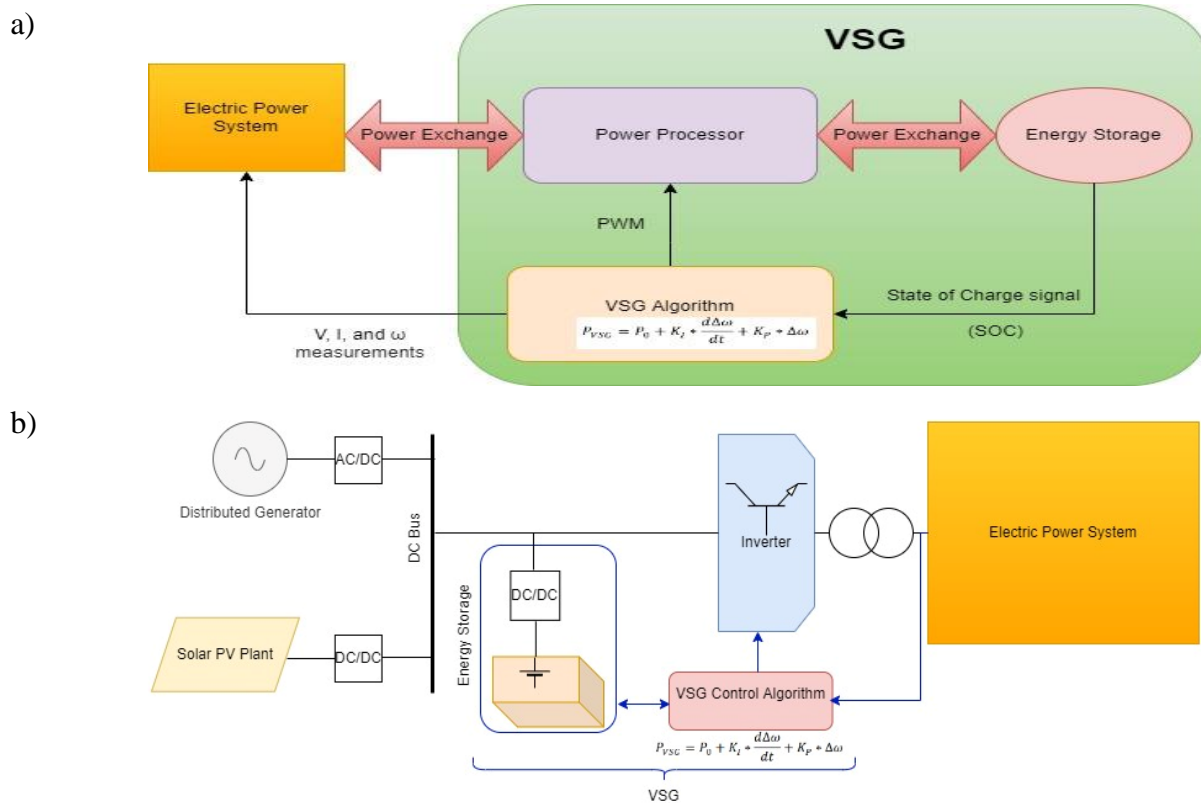 a)
VSG
Electric Power
System
Power Exchange
Power Processor
Power Exchange
Energy Storage
PWM
VSG Algorithm
P_VSG = P_0 + K_I * dΔω/dt + K_P * Δω
State of Charge signal
(SOC)
V, I, and ω
measurements
b)
AC/DC
Distributed Generator
DC Bus
Solar PV Plant
DC/DC
Energy Storage
DC/DC
Inverter
Electric Power System
VSG Control Algorithm
P_VSG = P_0 + K_I * dΔω/dt + K_P * Δω
VSG